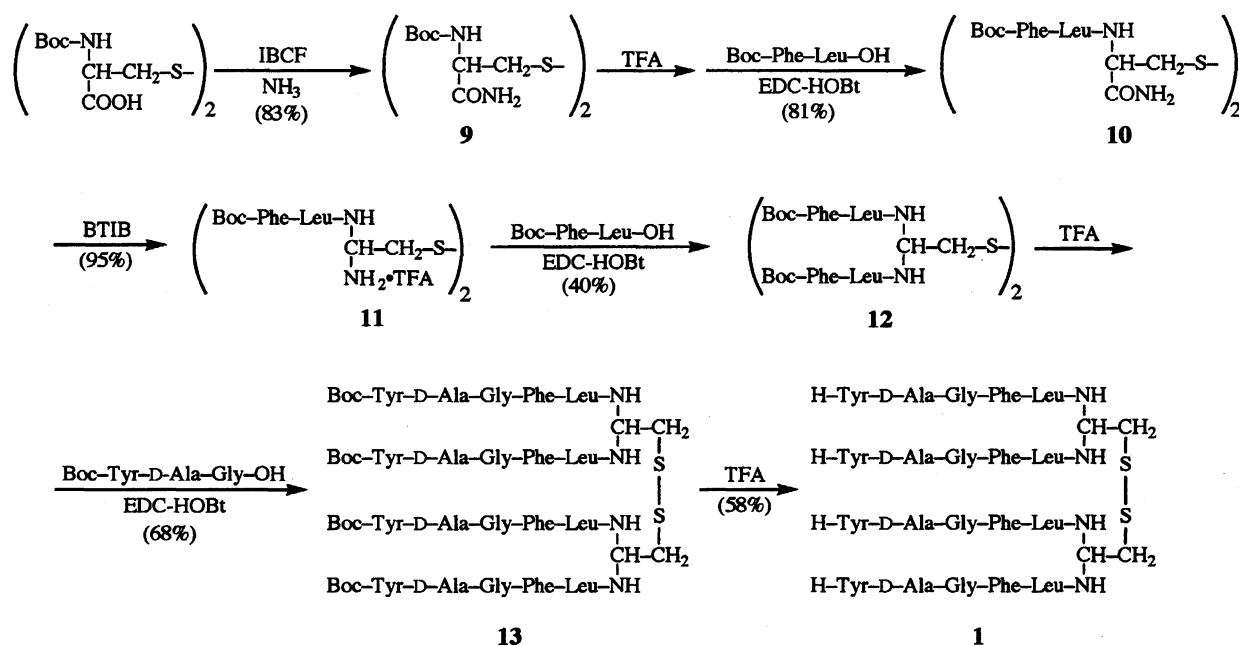 Boc–NH
CH–CH₂–S–
COOH
2
IBCF
NH₃
(83%)
Boc–NH
CH–CH₂–S–
CONH₂
2
9
TFA
Boc–Phe–Leu–OH
EDC-HOBt
(81%)
Boc–Phe–Leu–NH
CH–CH₂–S–
CONH₂
2
10
BTIB
(95%)
Boc–Phe–Leu–NH
CH–CH₂–S–
NH₂•TFA
2
11
Boc–Phe–Leu–OH
EDC-HOBt
(40%)
Boc–Phe–Leu–NH
CH–CH₂–S–
Boc–Phe–Leu–NH
2
12
TFA
Boc–Tyr–D–Ala–Gly–OH
EDC-HOBt
(68%)
Boc–Tyr–D–Ala–Gly–Phe–Leu–NH
CH–CH₂
Boc–Tyr–D–Ala–Gly–Phe–Leu–NH
S
S
Boc–Tyr–D–Ala–Gly–Phe–Leu–NH
CH–CH₂
Boc–Tyr–D–Ala–Gly–Phe–Leu–NH
13
TFA
(58%)
H–Tyr–D–Ala–Gly–Phe–Leu–NH
CH–CH₂
H–Tyr–D–Ala–Gly–Phe–Leu–NH
S
S
H–Tyr–D–Ala–Gly–Phe–Leu–NH
CH–CH₂
H–Tyr–D–Ala–Gly–Phe–Leu–NH
1